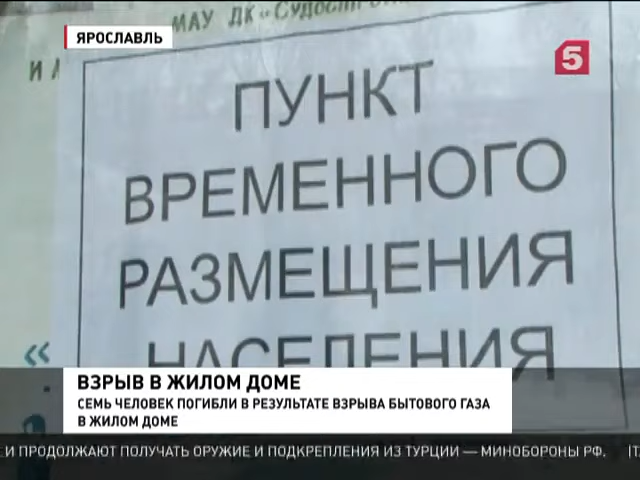 МАУ ДК «Судостр
ЯРОСЛАВЛЬ
5
И
ПУНКТ
ВРЕМЕННОГО
РАЗМЕЩЕНИЯ
НАСЕЛЕНИЯ
«
ВЗРЫВ В ЖИЛОМ ДОМЕ
СЕМЬ ЧЕЛОВЕК ПОГИБЛИ В РЕЗУЛЬТАТЕ ВЗРЫВА БЫТОВОГО ГАЗА
В ЖИЛОМ ДОМЕ
Е И ПРОДОЛЖАЮТ ПОЛУЧАТЬ ОРУЖИЕ И ПОДКРЕПЛЕНИЯ ИЗ ТУРЦИИ — МИНОБОРОНЫ РФ.